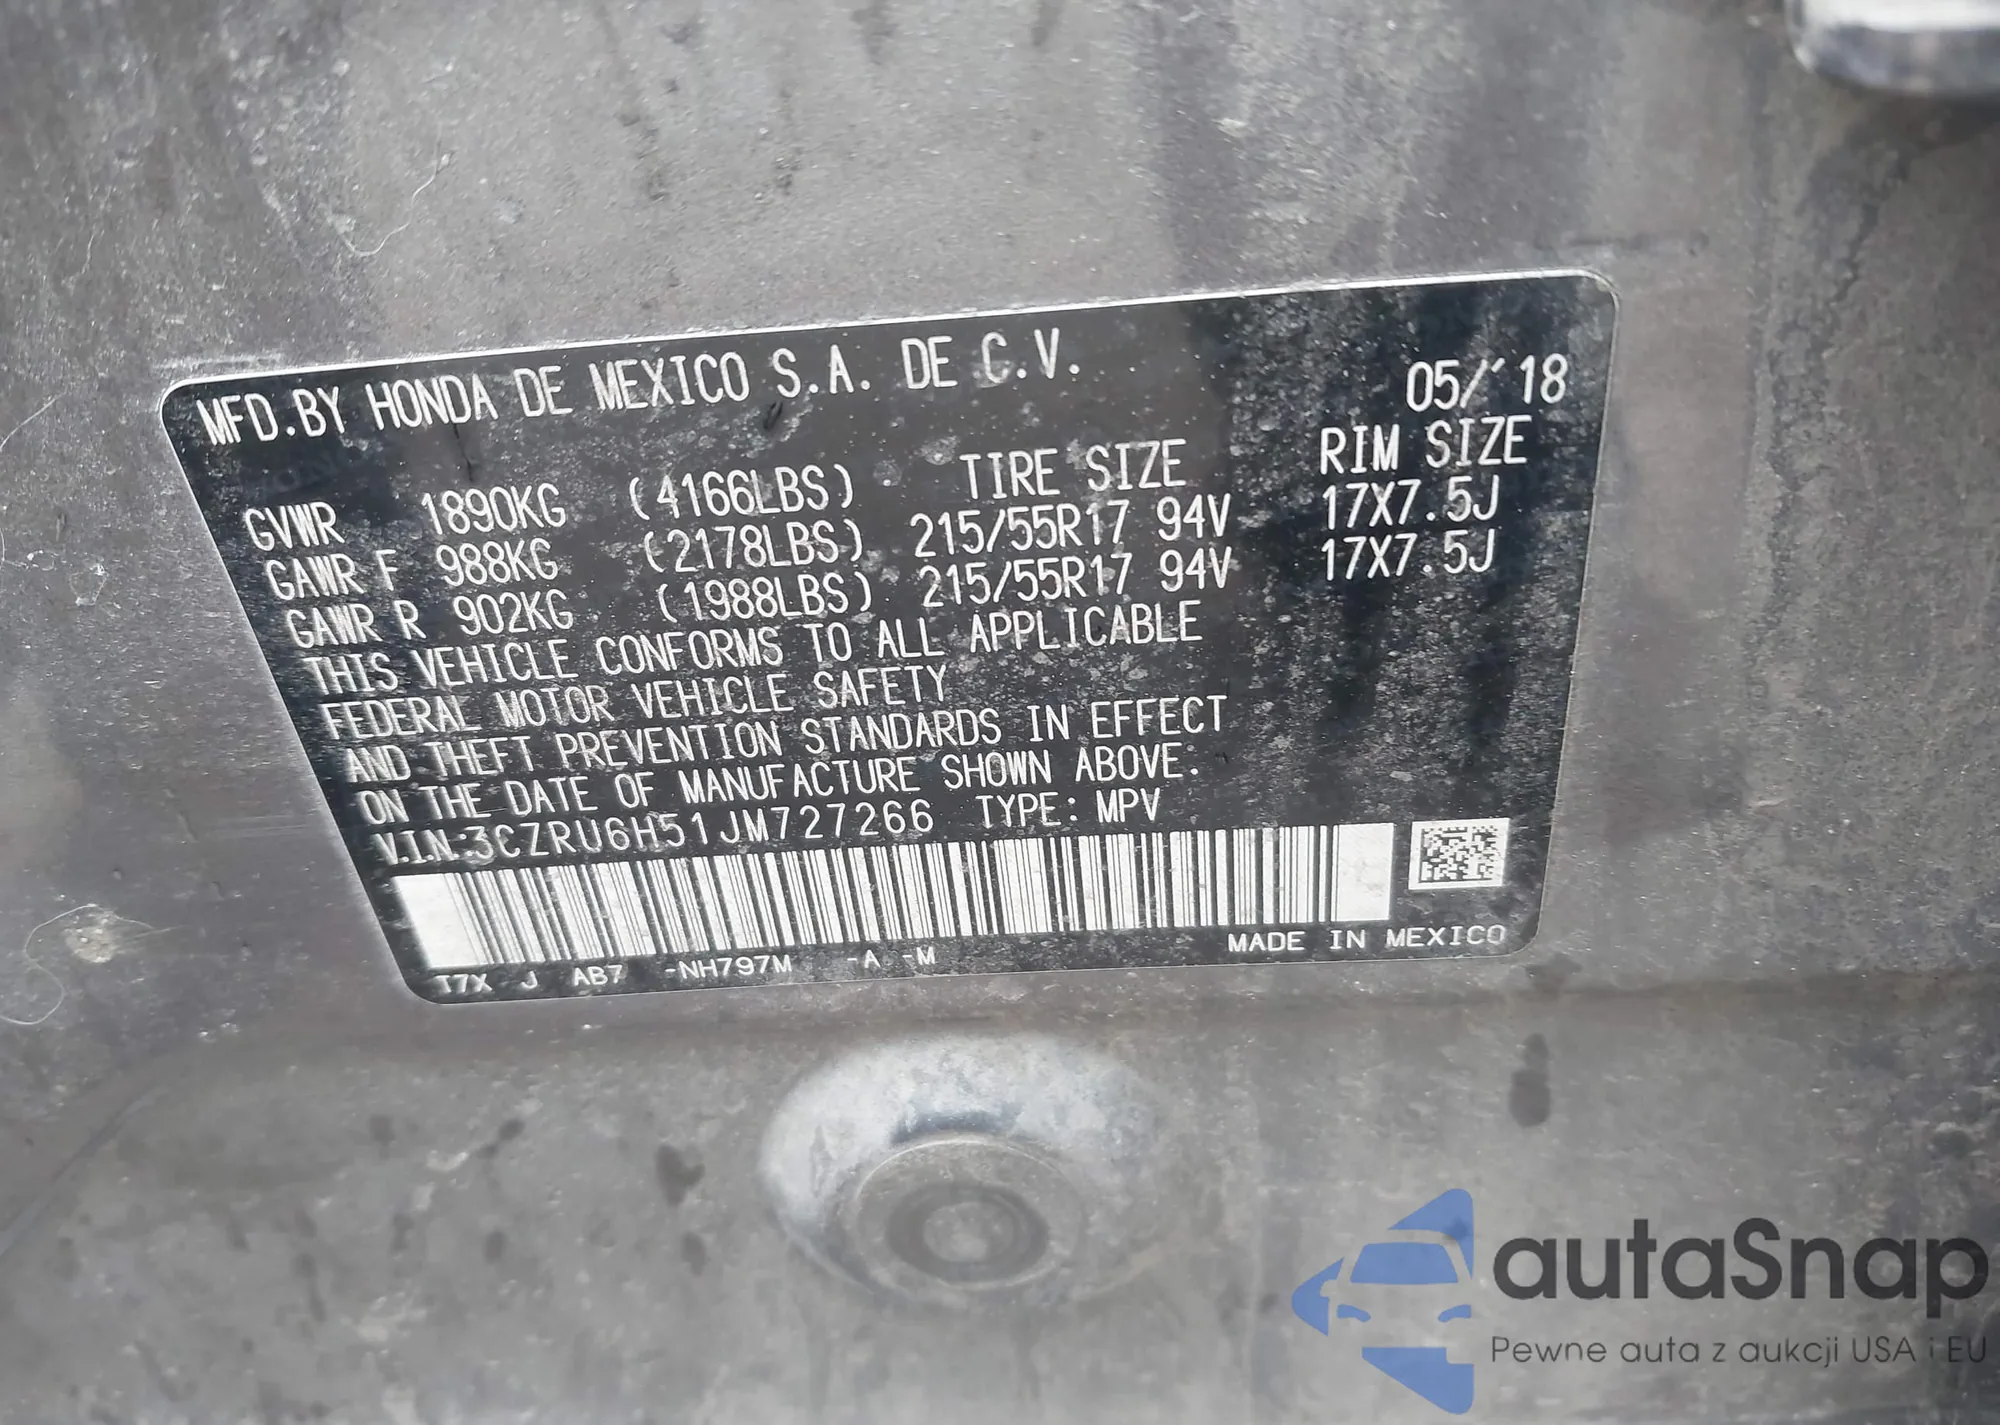 MFD.BY HONDA DE MEXICO S.A. DE C.V. 05/'18
TIRE SIZE RIM SIZE
GVWR 1890KG (4166LBS)
GAWR F 988KG (2178LBS) 215/55R17 94V 17X7.5J
GAWR R 902KG (1988LBS) 215/55R17 94V 17X7.5J
THIS VEHICLE CONFORMS TO ALL APPLICABLE
FEDERAL MOTOR VEHICLE SAFETY
AND THEFT PREVENTION STANDARDS IN EFFECT
ON THE DATE OF MANUFACTURE SHOWN ABOVE.
V.I.N:3CZRU6H51JM727266 TYPE: MPV
MADE IN MEXICO
T7X J AB7 -NH797M -A -M
autaSnap
Pewne auta z aukcji USA i EU